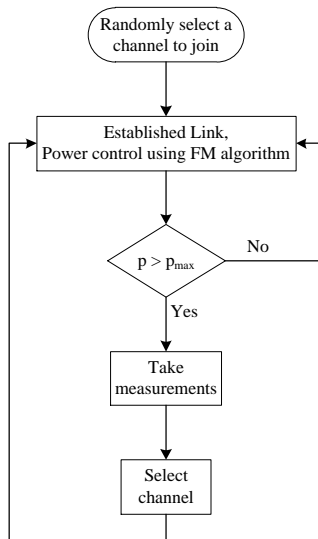 Randomly select a
channel to join
Established Link,
Power control using FM algorithm
p > pmax
No
Yes
Take
measurements
Select
channel